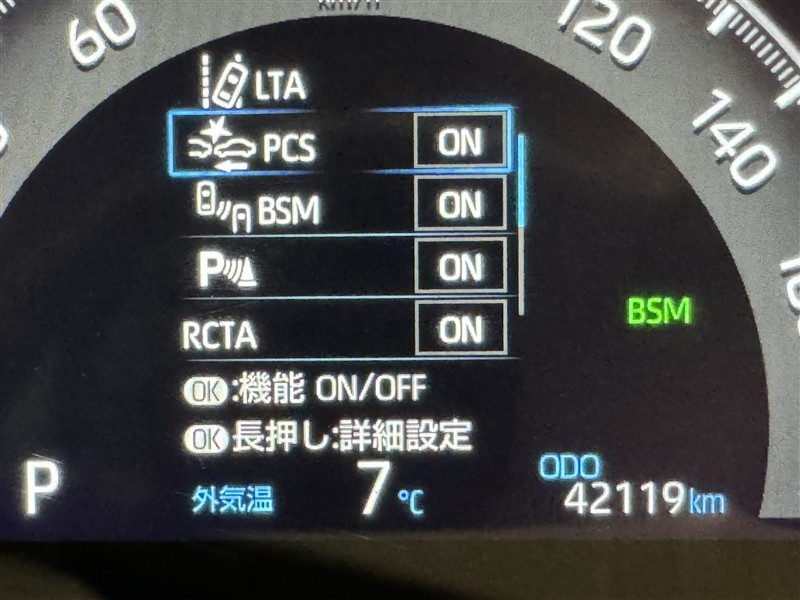 km/h
60
120
140
LTA
PCS ON
BSM ON
P ON
RCTA ON
BSM
OK:機能 ON/OFF
OK長押し:詳細設定
P
外気温 7℃
ODO
42119km